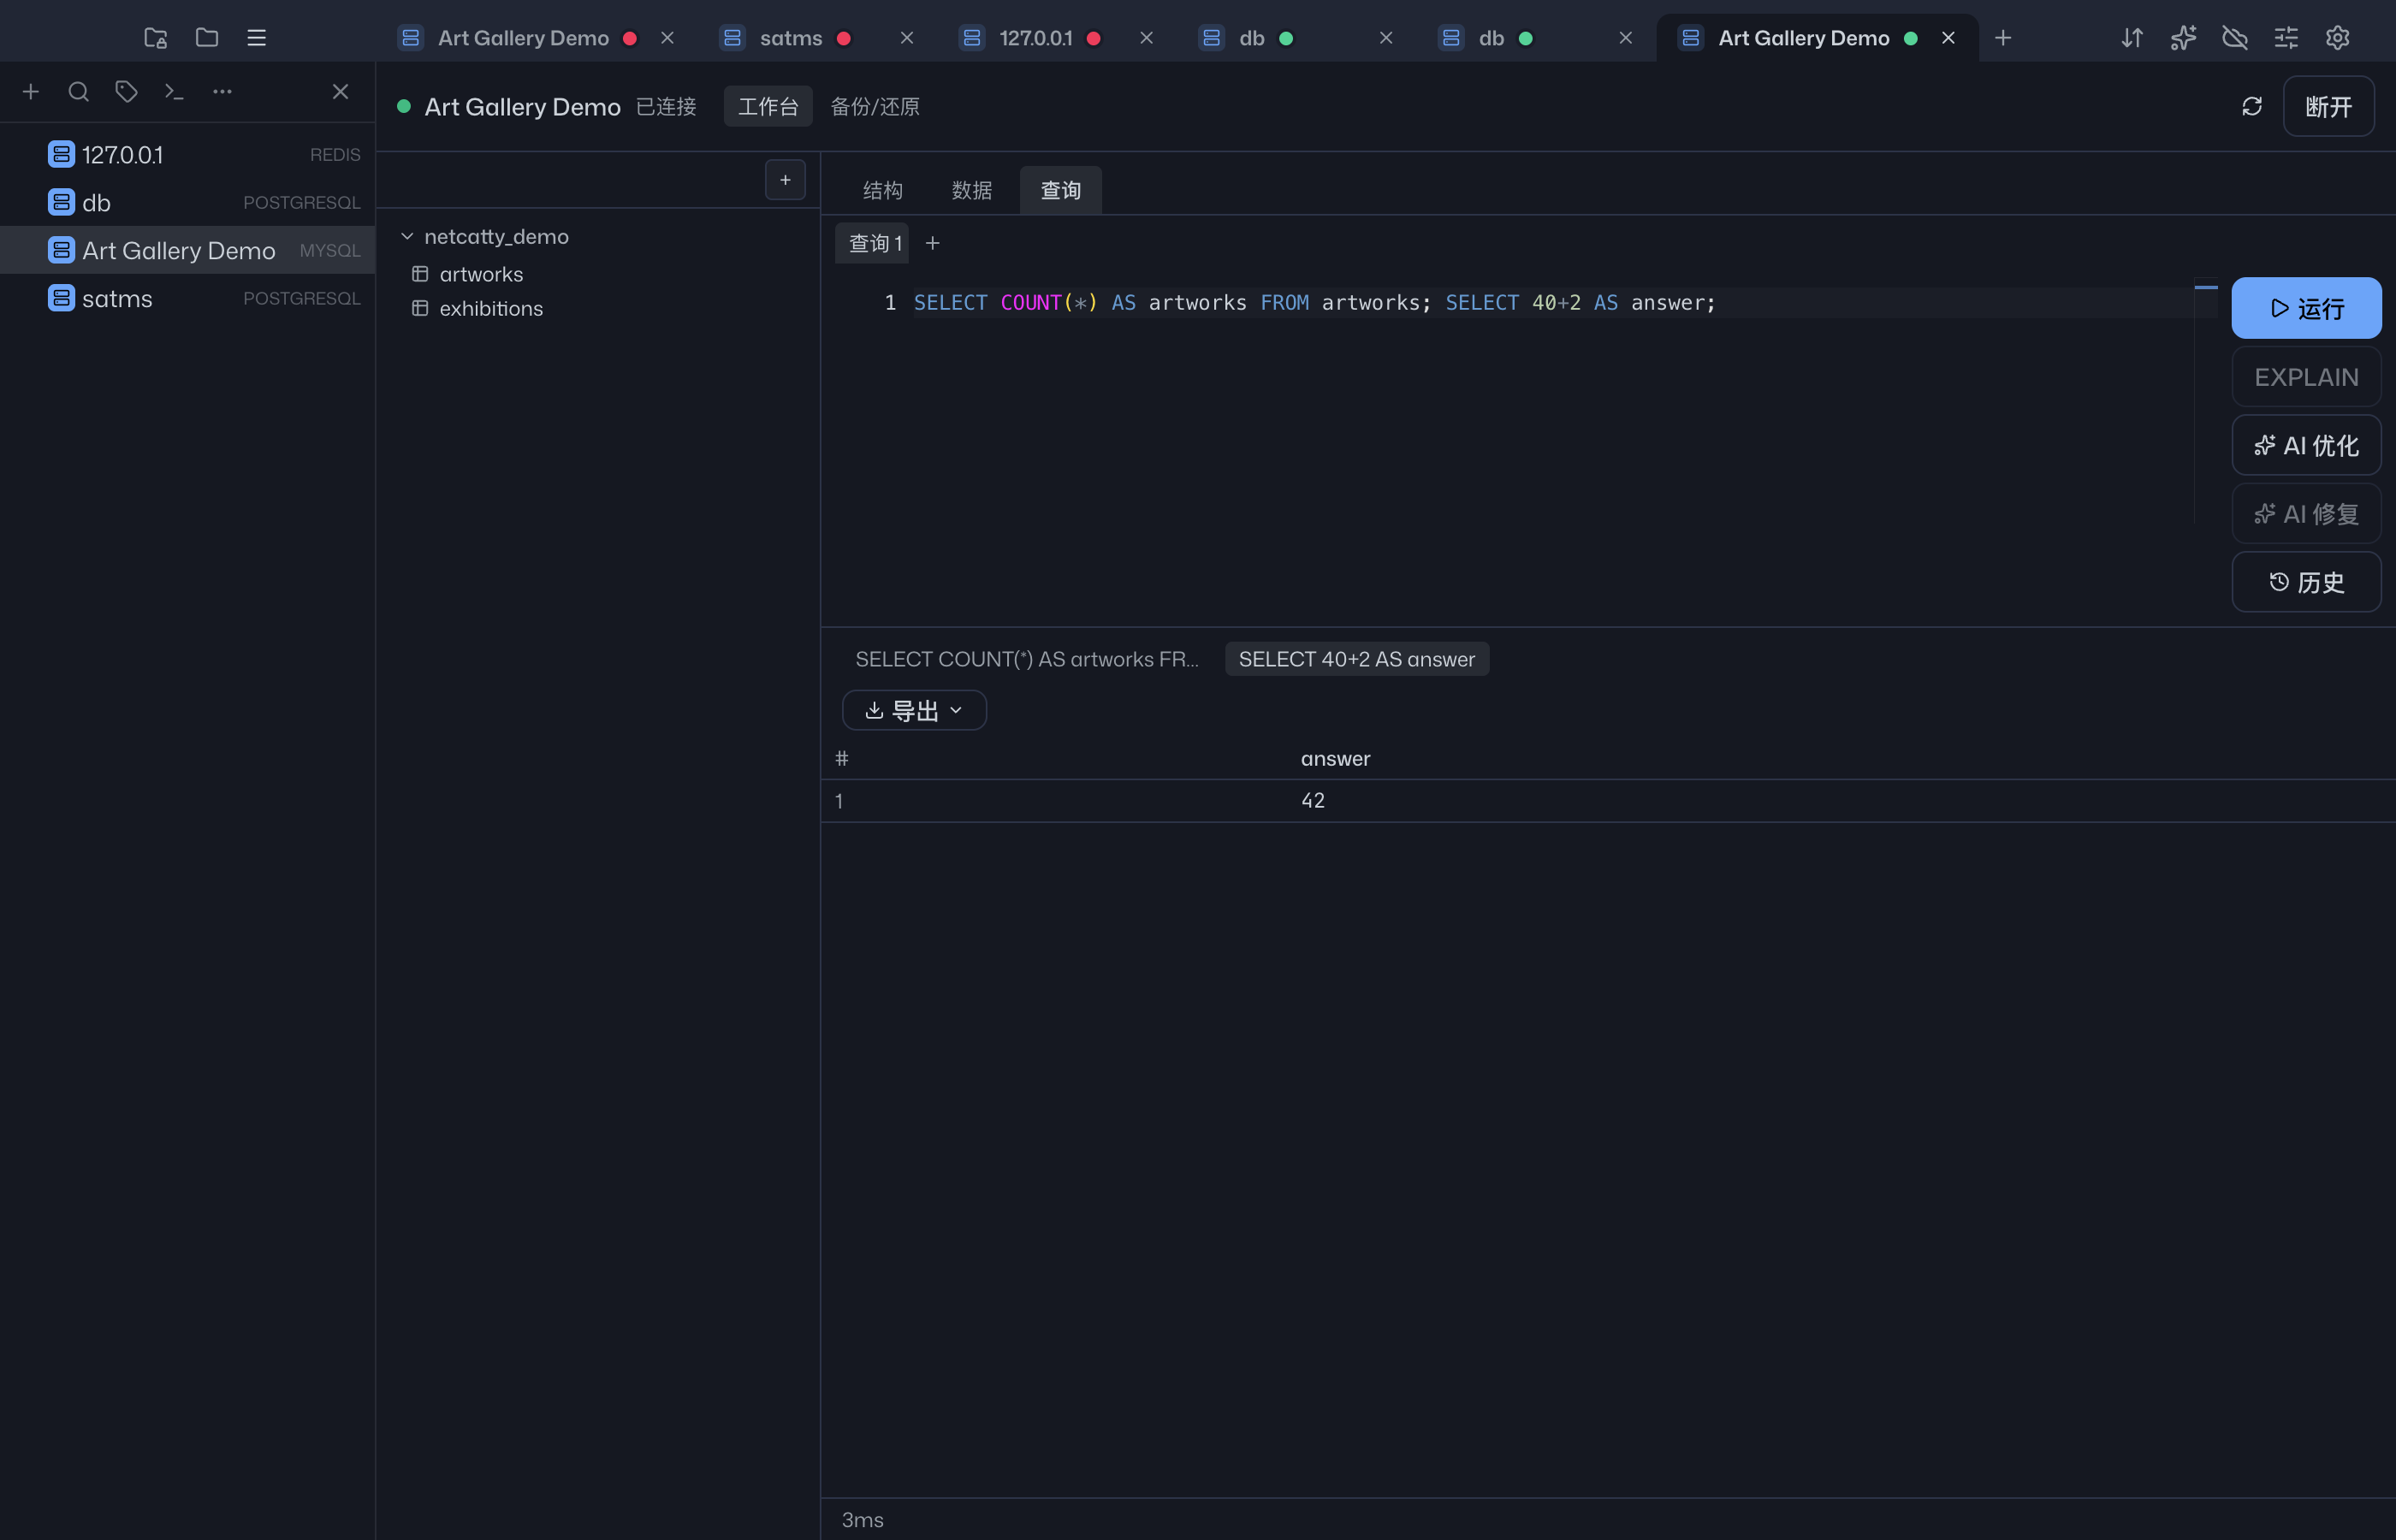 Art Gallery Demo
satms
127.0.0.1
db
db
Art Gallery Demo
127.0.0.1 REDIS
db POSTGRESQL
Art Gallery Demo MYSQL
satms POSTGRESQL
Art Gallery Demo 已连接 工作台 备份/还原
断开
netcatty_demo
artworks
exhibitions
结构 数据 查询
查询 1
1 SELECT COUNT(*) AS artworks FROM artworks; SELECT 40+2 AS answer;
运行
EXPLAIN
AI 优化
AI 修复
历史
SELECT COUNT(*) AS artworks FR... SELECT 40+2 AS answer
导出
# answer
1 42
3ms